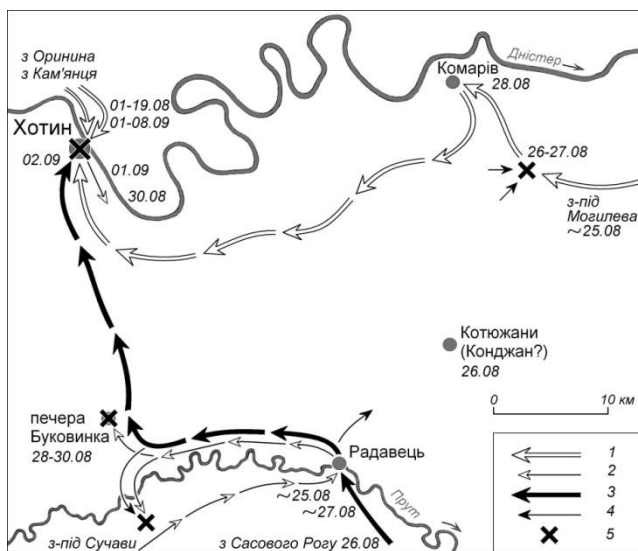 з Оринина
з Кам'янця
Дністер
Комарів
28.08
01-19.08
01-08.09
Хотин
02.09
01.09
30.08
26-27.08
з-під
Могилева
~25.08
Котюжани
(Конджан?)
26.08
0 10 км
печера
Буковинка
28-30.08
Радавець
~25.08
~27.08
Прут
з-під Сучави
з Сасового Рогу 26.08
1
2
3
4
5